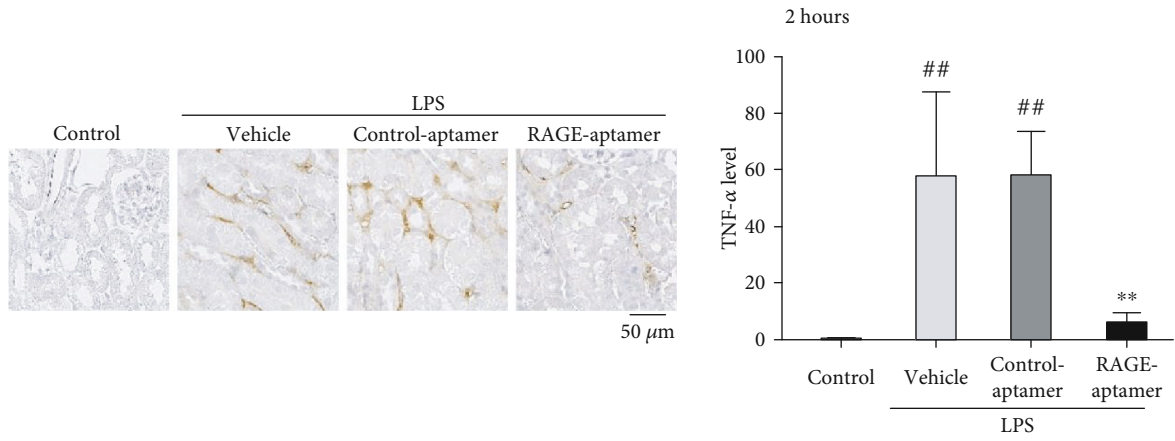 LPS
Control
Vehicle
Control-aptamer
RAGE-aptamer
50 μm
2 hours
TNF-α level
100
80
60
40
20
0
##
##
**
Control
Vehicle
Control-
aptamer
RAGE-
aptamer
LPS